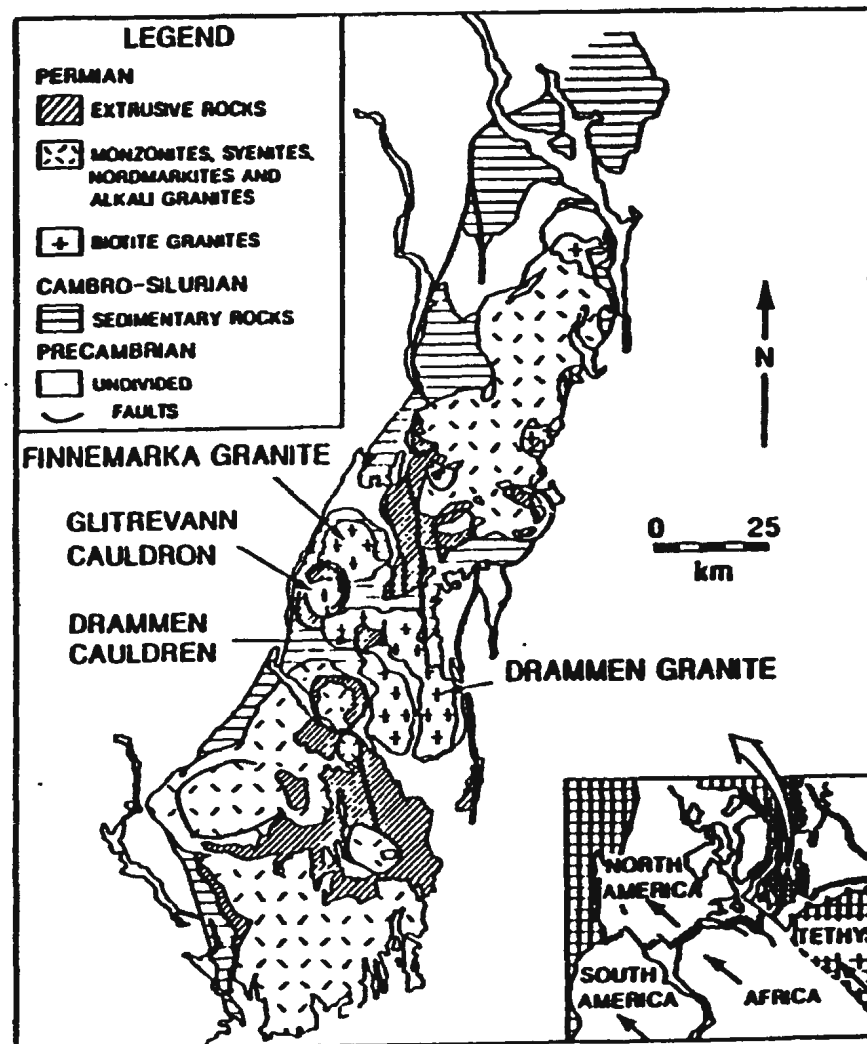 LEGEND
PERMIAN
EXTRUSIVE ROCKS
MONZONITES, SYENITES,
NORDMARKITES AND
ALKALI GRANITES
BIOTITE GRANITES
CAMBRO-SILURIAN
SEDIMENTARY ROCKS
PRECAMBRIAN
UNDIVIDED
FAULTS
FINNEMARKA GRANITE
GLITREVANN
CAULDRON
DRAMMEN
CAULDREN
DRAMMEN GRANITE
N
0 25
km
NORTH
AMERICA
TETHYS
SOUTH
AMERICA
AFRICA